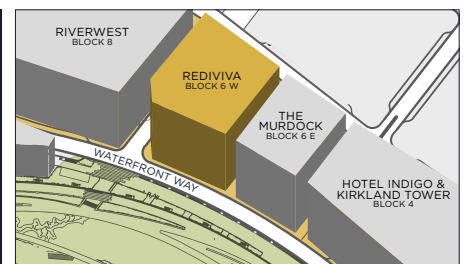 RIVERWEST
BLOCK 8
REDIVIVA
BLOCK 6 W
THE
MURDOCK
BLOCK 6 E
HOTEL INDIGO &
KIRKLAND TOWER
BLOCK 4
WATERFRONT WAY